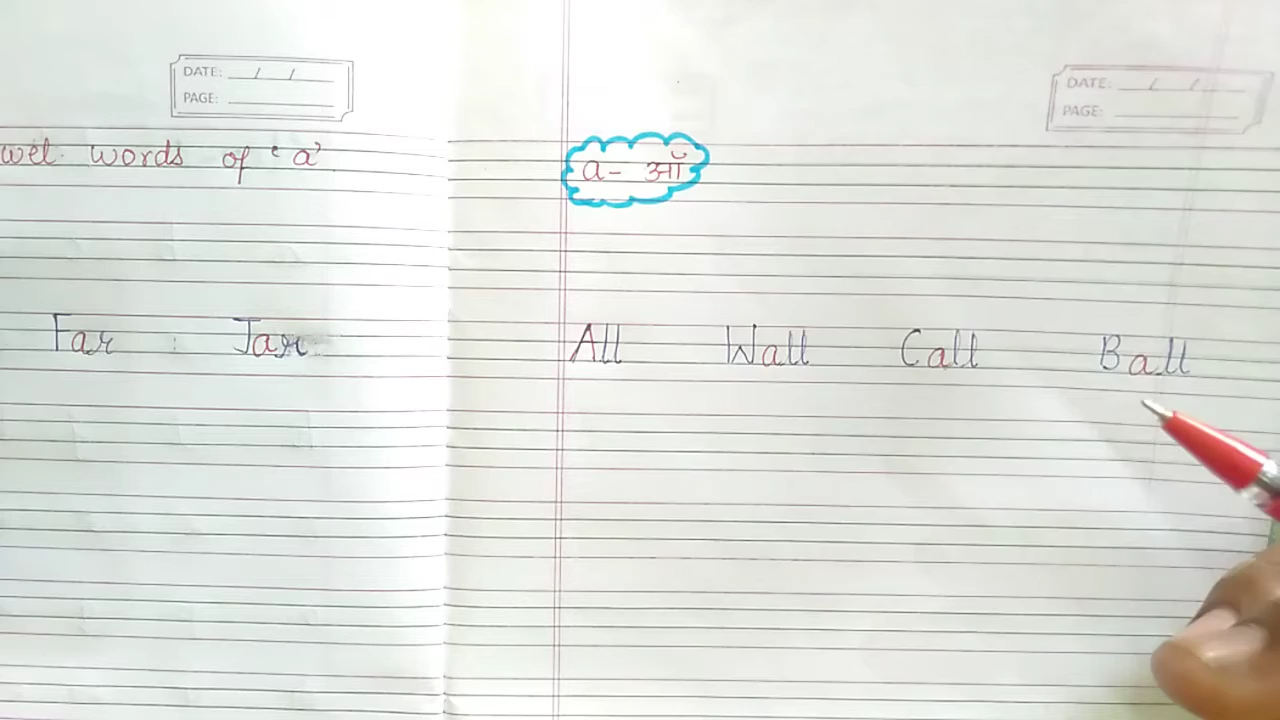 DATE: / /
PAGE:
wel. words of 'a'
Far Jar
DATE: / /
PAGE:
a- ऑ
All Wall Call Ball